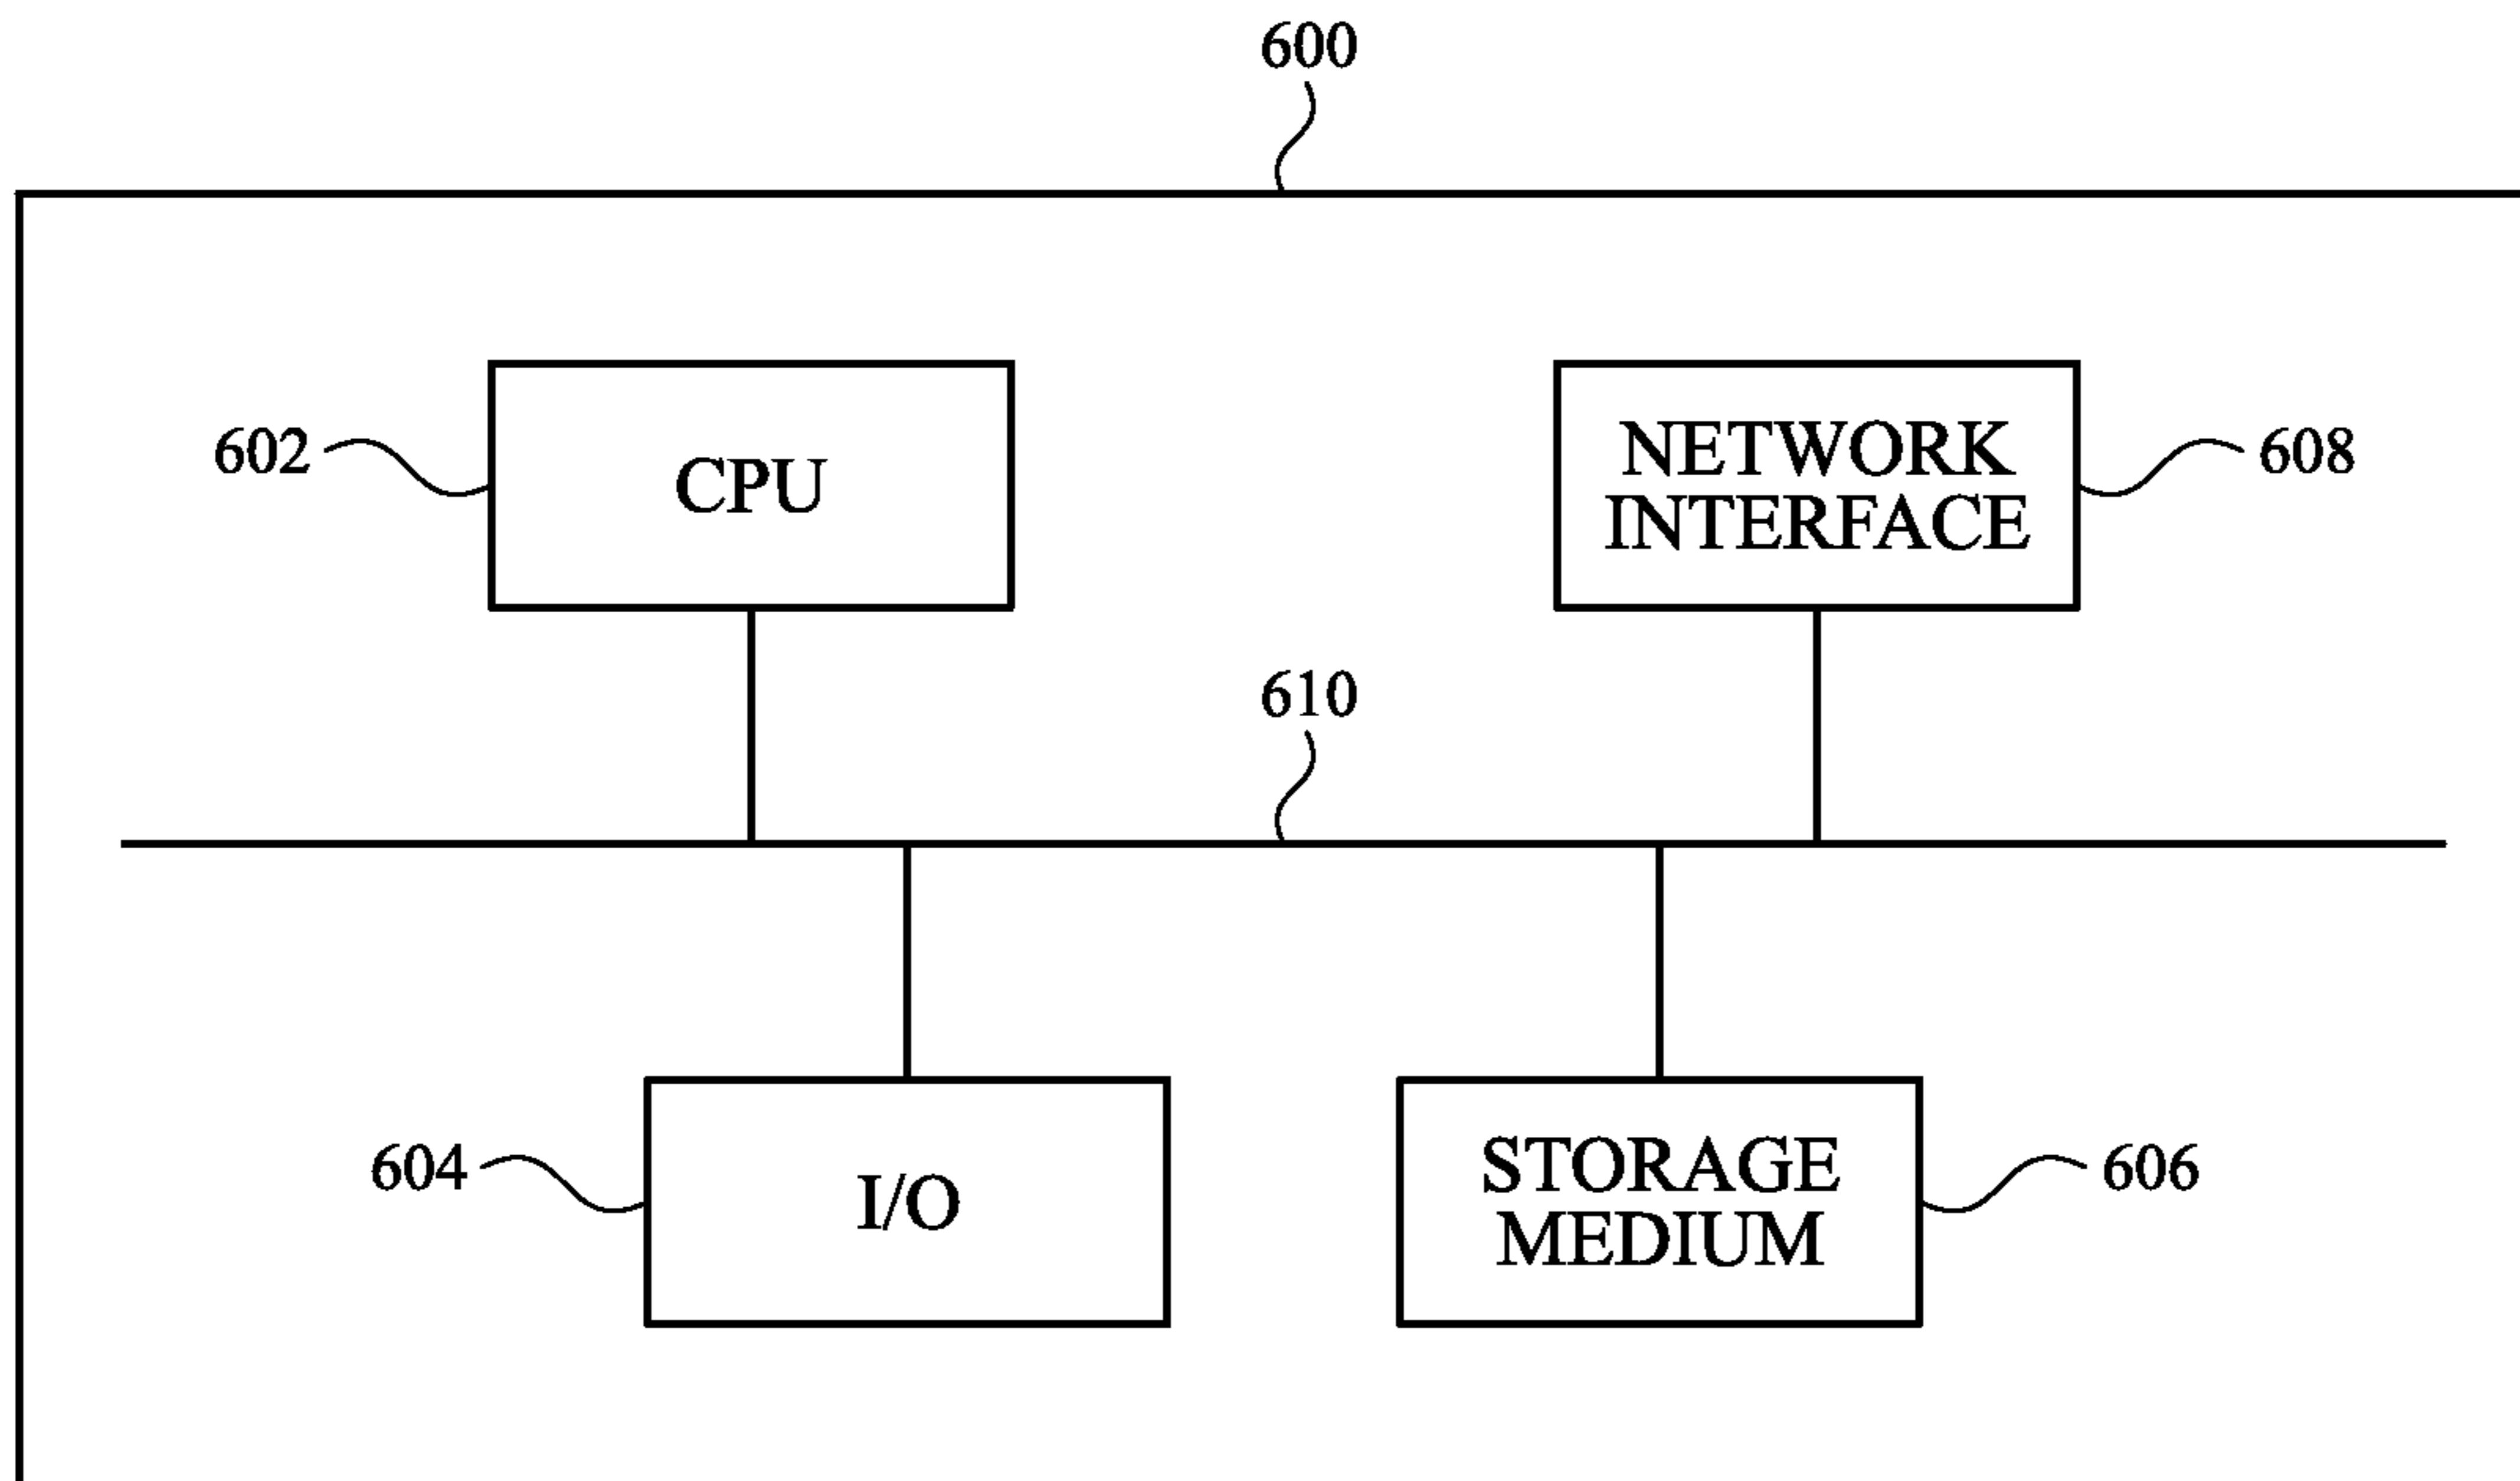 600
602
CPU
NETWORK
INTERFACE
608
610
604
I/O
STORAGE
MEDIUM
606